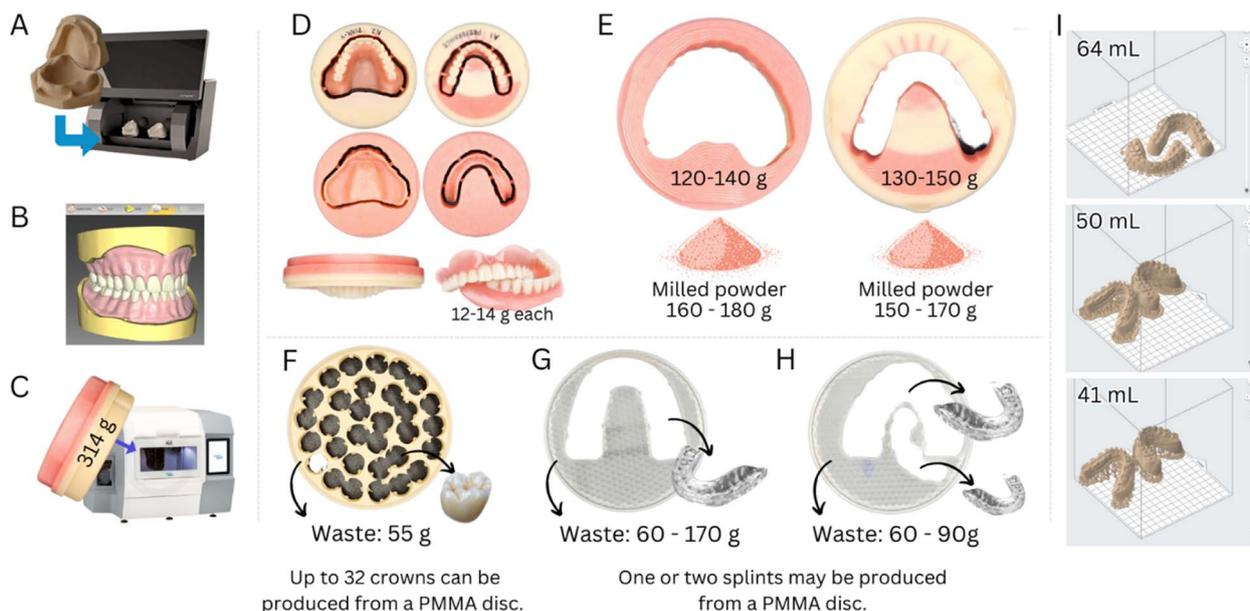 A
B
C
314 g
D
12-14 g each
E
120-140 g
130-150 g
Milled powder
160 - 180 g
Milled powder
150 - 170 g
F
Waste: 55 g
Up to 32 crowns can be
produced from a PMMA disc.
G
Waste: 60 - 170 g
H
Waste: 60 - 90g
One or two splints may be produced
from a PMMA disc.
I
64 mL
50 mL
41 mL